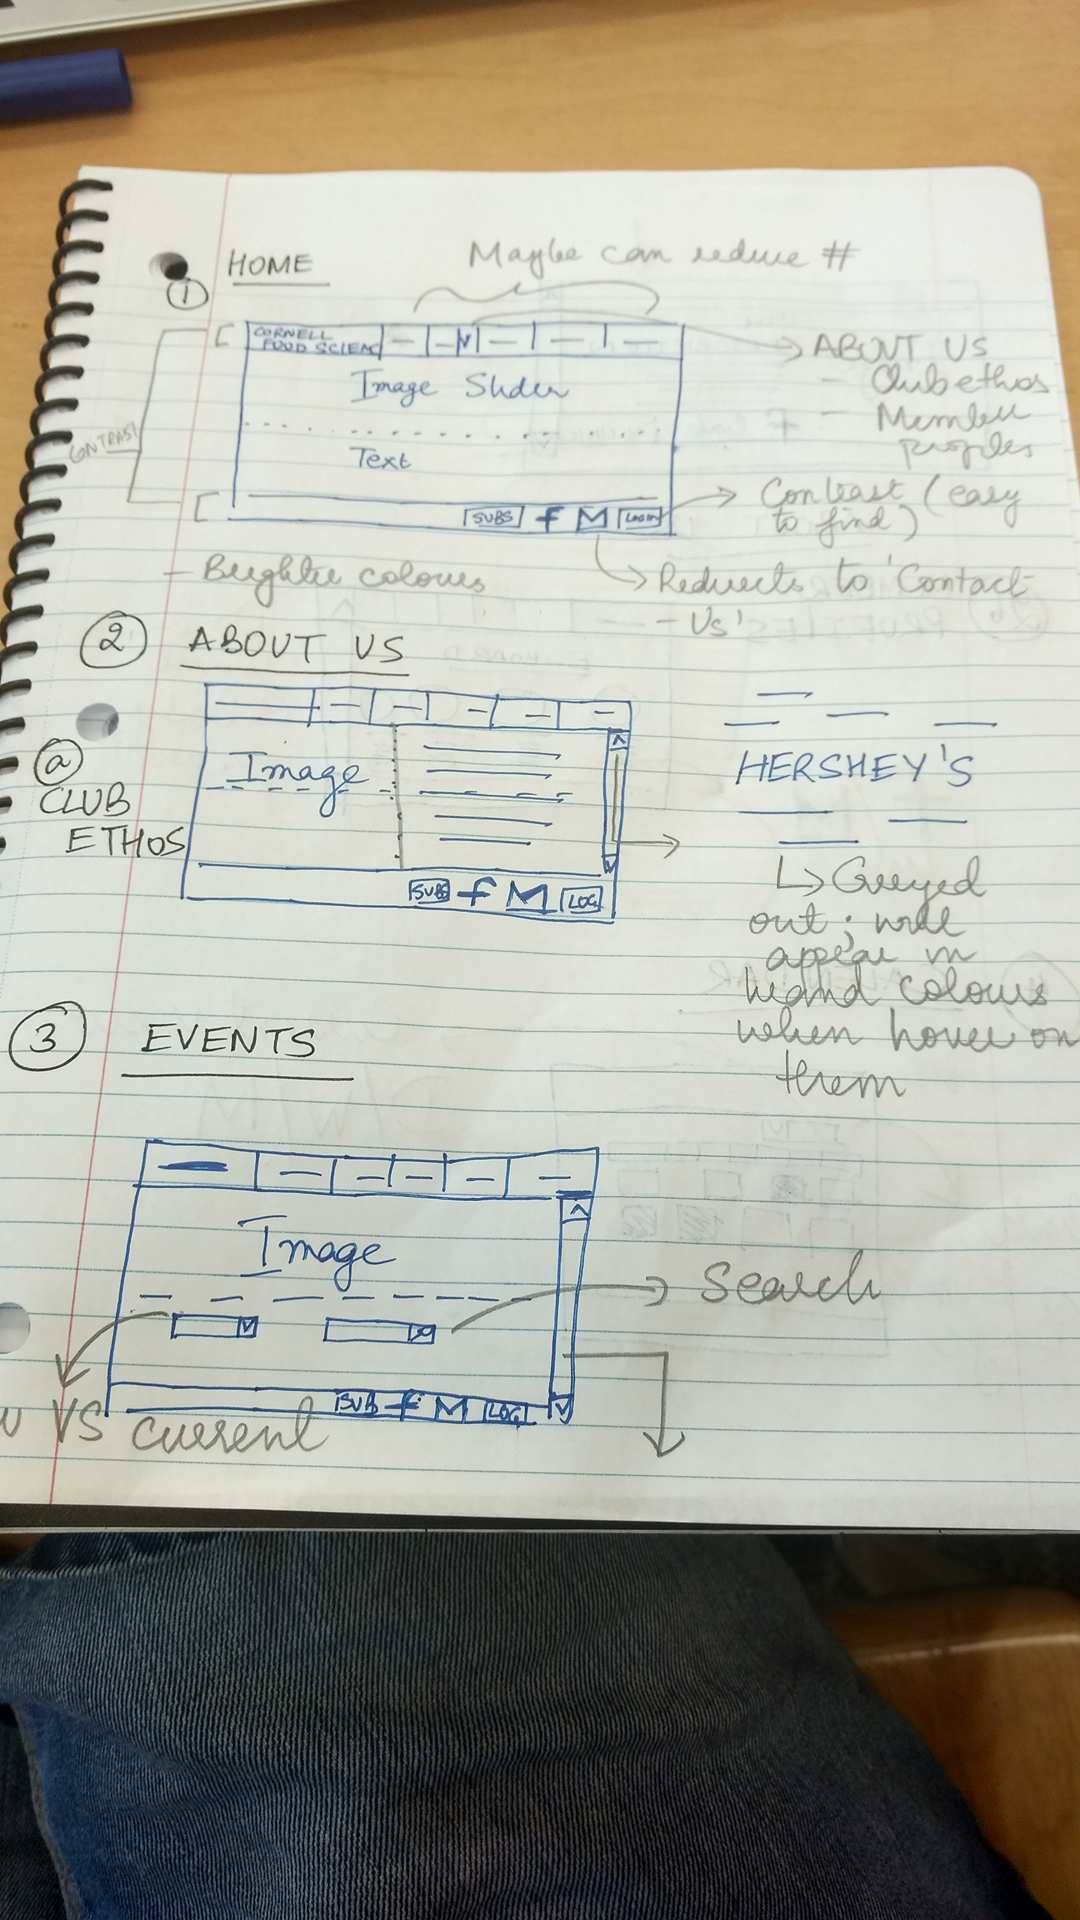 HOME
Maybe can reduce #
1
CORNELL
FOOD SCIENC
Image Slider
Text
SUBS f M LOGIN
CONTRAST
ABOUT US
- Club ethos
- Member
profiles
Contrast (easy
to find)
Redirects to 'Contact
- Us'
- Brighter colours
2 ABOUT US
a
CLUB
ETHOS
Image
SUBS f M LOG
HERSHEY'S
Greyed
out; will
appear in
brand colours
when hover on
them
3 EVENTS
Image
Search
SUB f M LOG
VS current